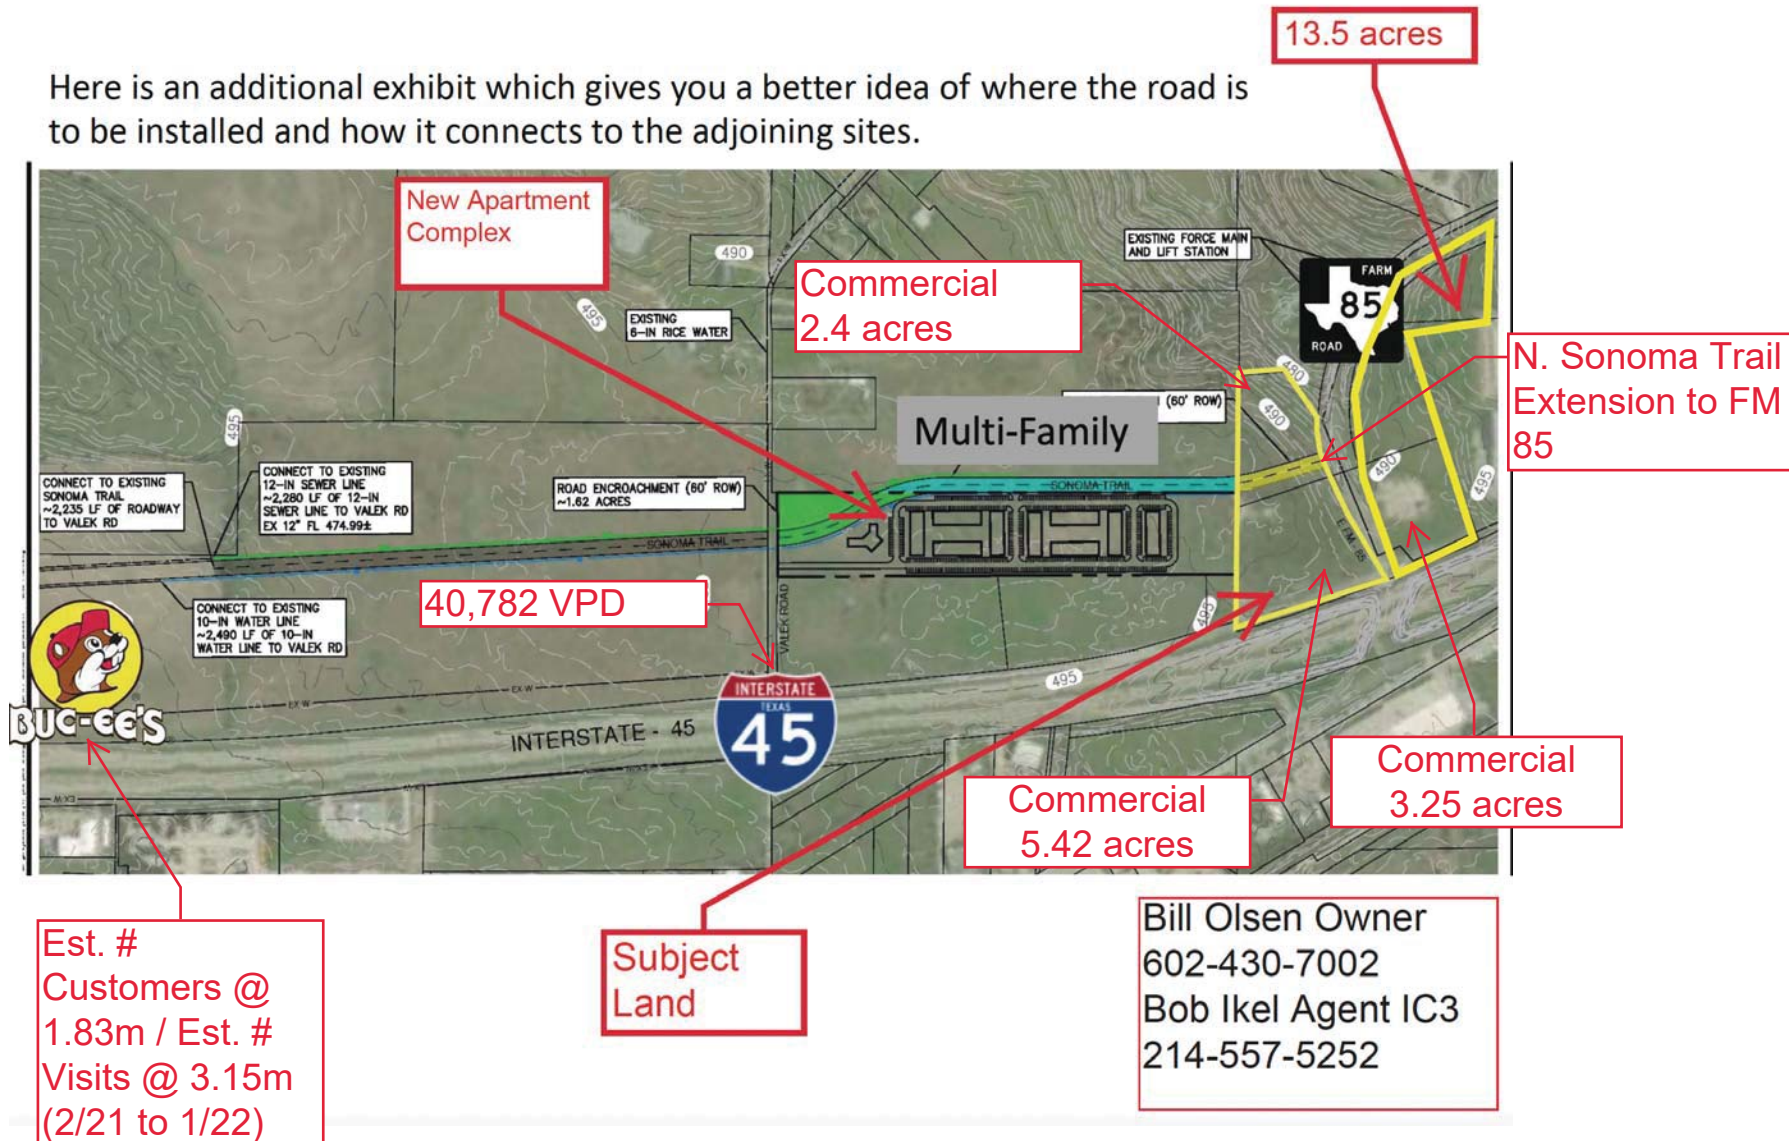 13.5 acres
Here is an additional exhibit which gives you a better idea of where the road is
to be installed and how it connects to the adjoining sites.
New Apartment
Complex
490
EXISTING FORCE MAIN
AND LIFT STATION
FARM
85
ROAD
Commercial
2.4 acres
495
EXISTING
6-IN RICE WATER
N. Sonoma Trail
Extension to FM
85
480
490
(60' ROW)
Multi-Family
495
490
495
CONNECT TO EXISTING
SONOMA TRAIL
~2,235 LF OF ROADWAY
TO VALEK RD
CONNECT TO EXISTING
12-IN SEWER LINE
~2,280 LF OF 12-IN
SEWER LINE TO VALEK RD
EX 12" FL 474.99±
ROAD ENCROACHMENT (60' ROW)
~1.62 ACRES
SONOMA TRAIL
SONOMA TRAIL
E FM - 85
CONNECT TO EXISTING
10-IN WATER LINE
~2,490 LF OF 10-IN
WATER LINE TO VALEK RD
40,782 VPD
VALEK ROAD
495
BUC-EE'S
EX W
EX W
INTERSTATE - 45
INTERSTATE
TEXAS
45
495
EX W
Commercial
5.42 acres
Commercial
3.25 acres
Est. #
Customers @
1.83m / Est. #
Visits @ 3.15m
(2/21 to 1/22)
Subject
Land
Bill Olsen Owner
602-430-7002
Bob Ikel Agent IC3
214-557-5252